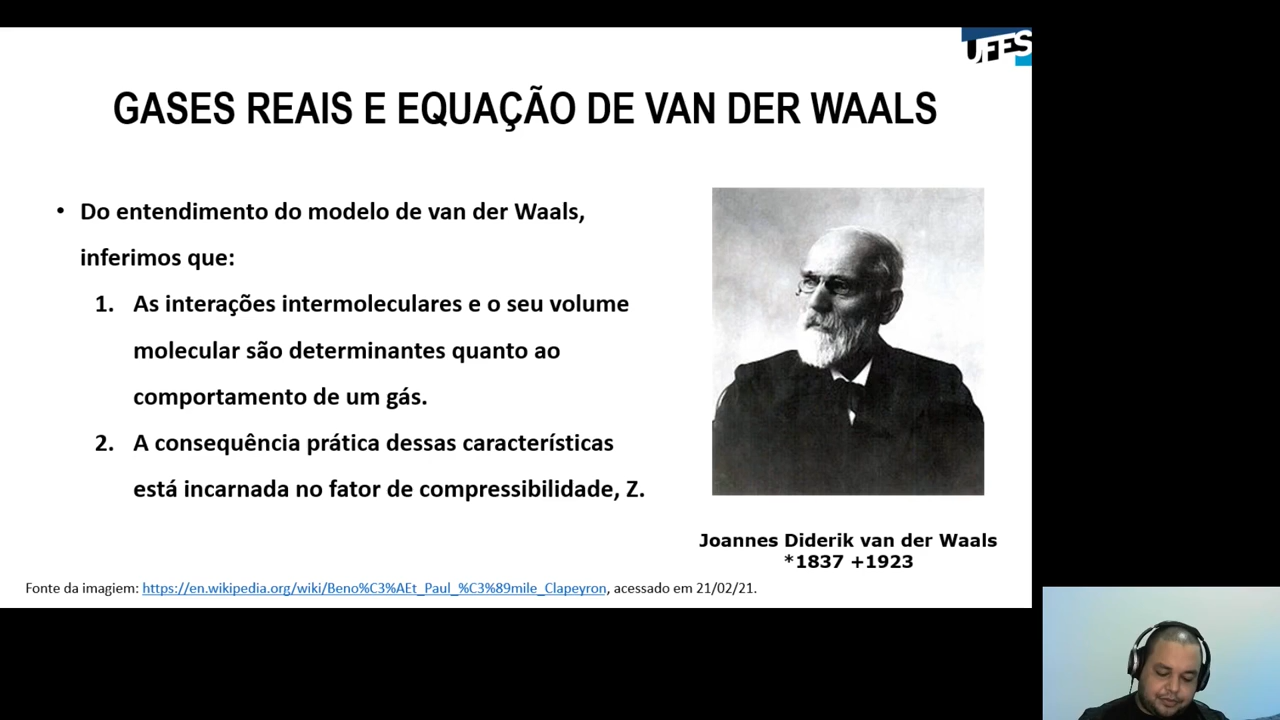 UFES
GASES REAIS E EQUAÇÃO DE VAN DER WAALS
• Do entendimento do modelo de van der Waals,
inferimos que:
1. As interações intermoleculares e o seu volume
molecular são determinantes quanto ao
comportamento de um gás.
2. A consequência prática dessas características
está incarnada no fator de compressibilidade, Z.
Joannes Diderik van der Waals
*1837 +1923
Fonte da imagiem: https://en.wikipedia.org/wiki/Beno%C3%AEt_Paul_%C3%89mile_Clapeyron, acessado em 21/02/21.